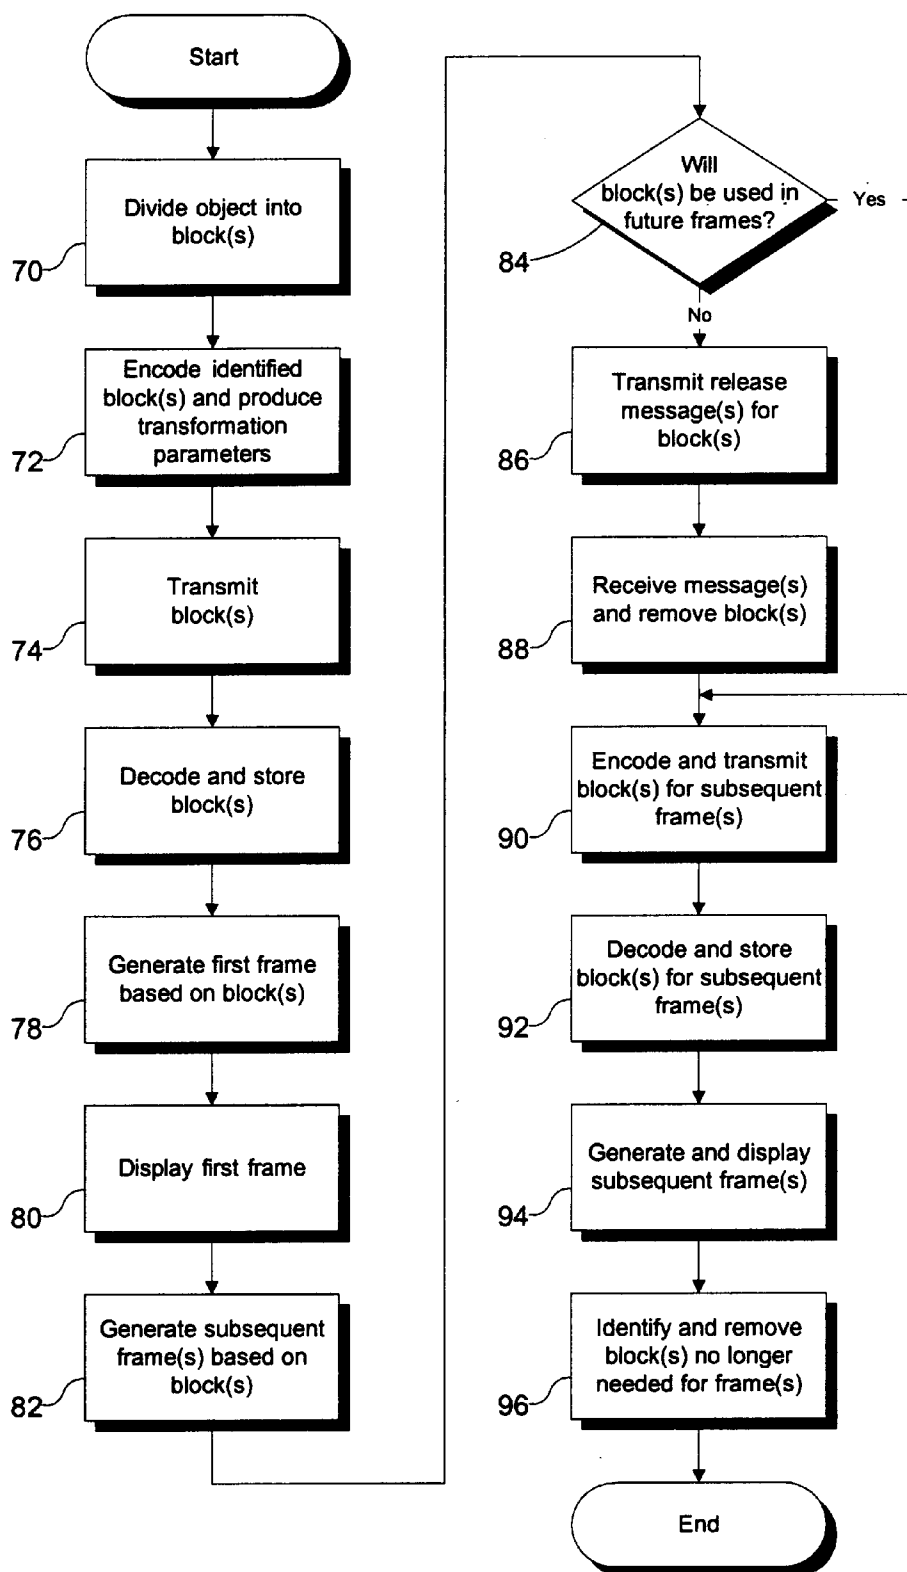 Start
Divide object into
block(s)
70
Encode identified
block(s) and produce
transformation
parameters
72
Transmit
block(s)
74
Decode and store
block(s)
76
Generate first frame
based on block(s)
78
Display first frame
80
Generate subsequent
frame(s) based on
block(s)
82
Will
block(s) be used in
future frames?
Yes
84
No
Transmit release
message(s) for
block(s)
86
Receive message(s)
and remove block(s)
88
Encode and transmit
block(s) for subsequent
frame(s)
90
Decode and store
block(s) for subsequent
frame(s)
92
Generate and display
subsequent frame(s)
94
Identify and remove
block(s) no longer
needed for frame(s)
96
End